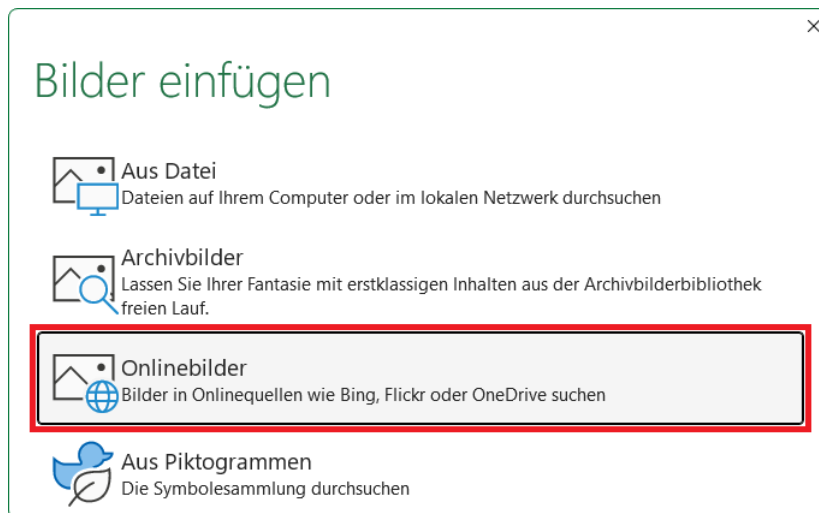 Bilder einfügen
Aus Datei
Dateien auf Ihrem Computer oder im lokalen Netzwerk durchsuchen
Archivbilder
Lassen Sie Ihrer Fantasie mit erstklassigen Inhalten aus der Archivbilderbibliothek
freien Lauf.
Onlinebilder
Bilder in Onlinequellen wie Bing, Flickr oder OneDrive suchen
Aus Piktogrammen
Die Symbolesammlung durchsuchen